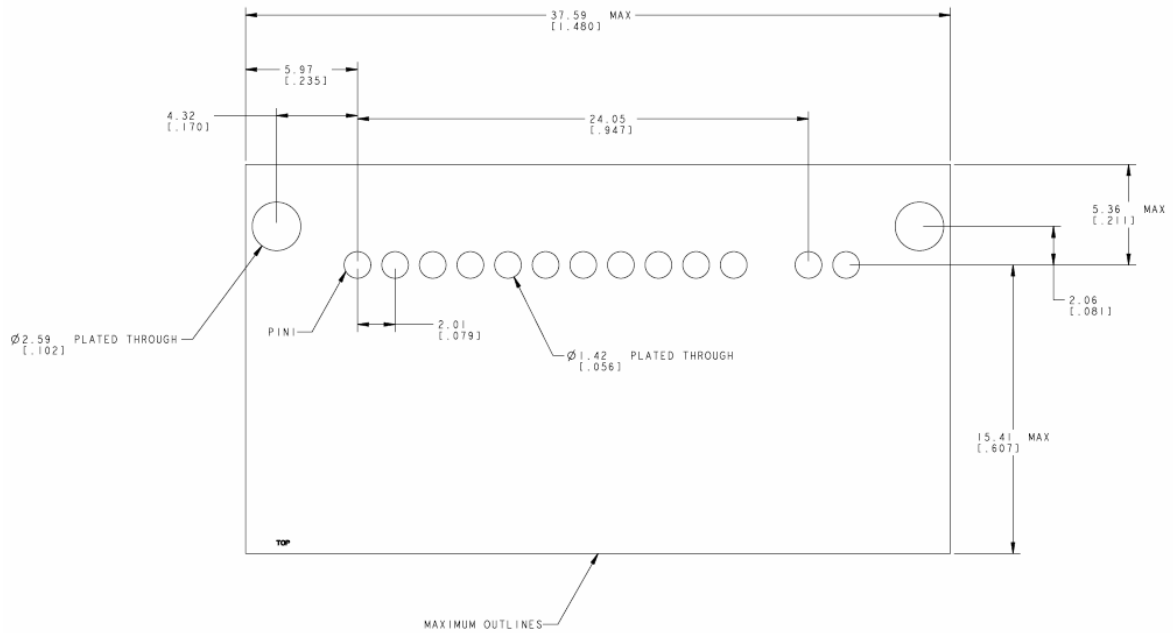 37.59 MAX
[1.480]
5.97
[.235]
4.32
[.170]
24.05
[.947]
5.36 MAX
[.211]
2.06
[.081]
PIN1
2.01
[.079]
Ø2.59 PLATED THROUGH
[.102]
Ø1.42 PLATED THROUGH
[.056]
15.41 MAX
[.607]
TOP
MAXIMUM OUTLINES